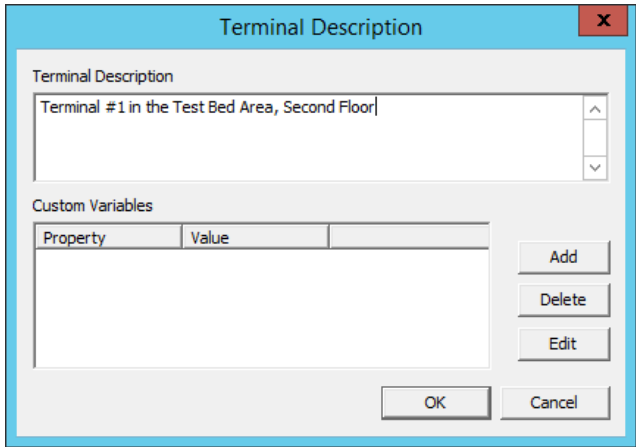 Terminal Description
x
Terminal Description
Terminal #1 in the Test Bed Area, Second Floor
Custom Variables
Property Value
Add
Delete
Edit
OK Cancel